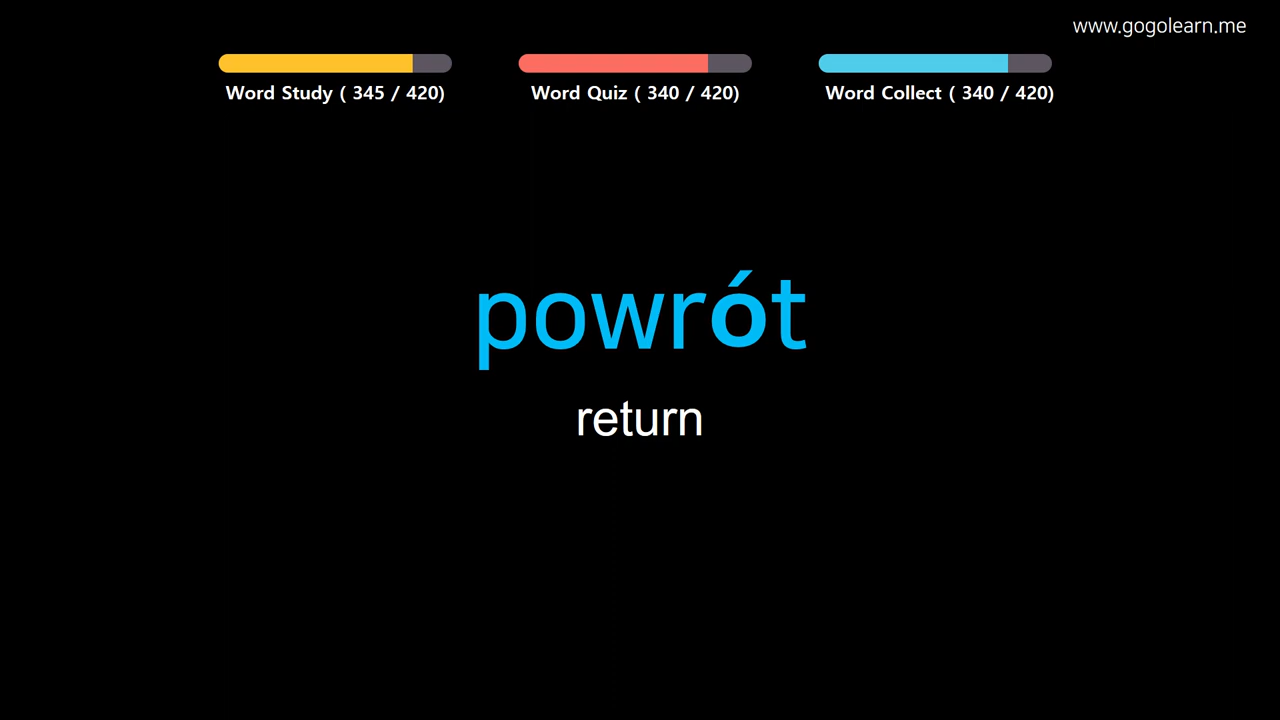 www.gogolearn.me
Word Study ( 345 / 420)
Word Quiz ( 340 / 420)
Word Collect ( 340 / 420)
powrót
return